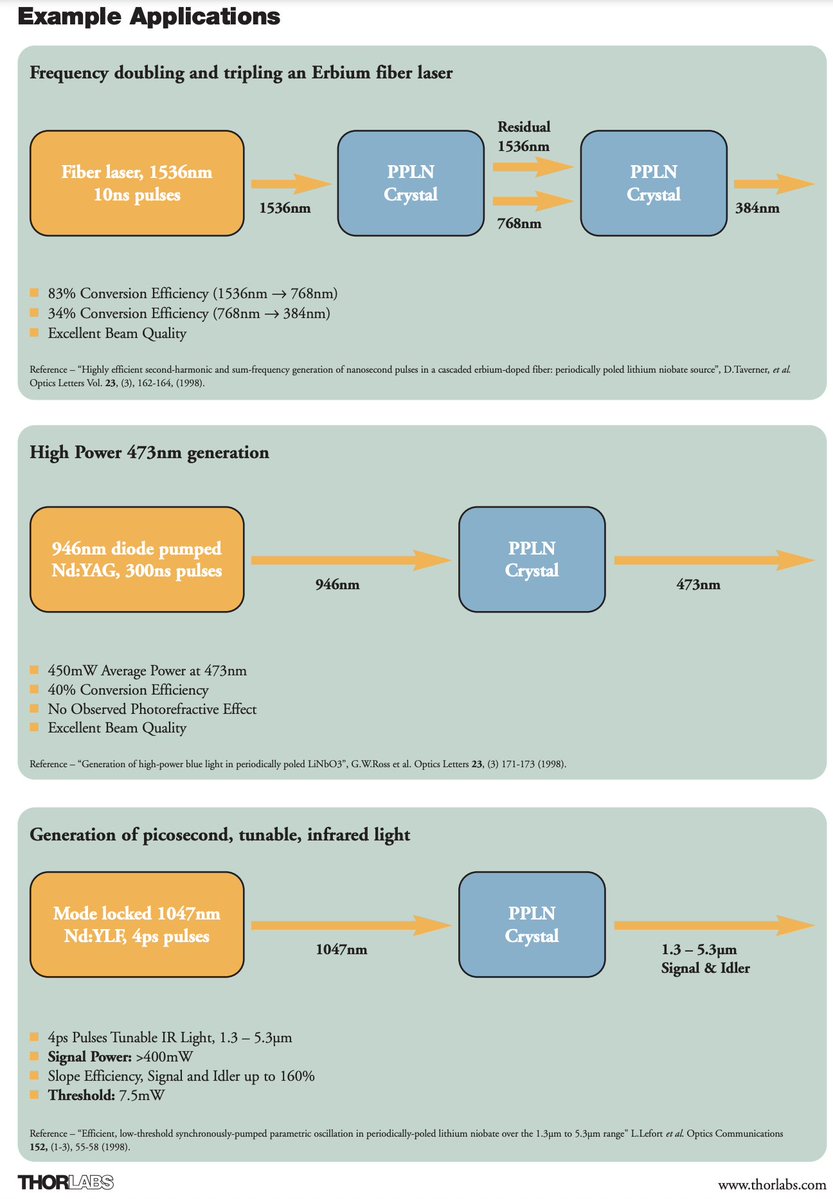 Example Applications
Frequency doubling and tripling an Erbium fiber laser
Fiber laser, 1536nm
10ns pulses
1536nm
PPLN
Crystal
Residual
1536nm
768nm
PPLN
Crystal
384nm
83% Conversion Efficiency (1536nm → 768nm)
34% Conversion Efficiency (768nm → 384nm)
Excellent Beam Quality
Reference – “Highly efficient second-harmonic and sum-frequency generation of nanosecond pulses in a cascaded erbium-doped fiber: periodically poled lithium niobate source”, D.Taverner, et al.
Optics Letters Vol. 23, (3), 162-164, (1998).
High Power 473nm generation
946nm diode pumped
Nd:YAG, 300ns pulses
946nm
PPLN
Crystal
473nm
450mW Average Power at 473nm
40% Conversion Efficiency
No Observed Photorefractive Effect
Excellent Beam Quality
Reference – “Generation of high-power blue light in periodically poled LiNbO3”, G.W.Ross et al. Optics Letters 23, (3) 171-173 (1998).
Generation of picosecond, tunable, infrared light
Mode locked 1047nm
Nd:YLF, 4ps pulses
1047nm
PPLN
Crystal
1.3 – 5.3µm
Signal & Idler
4ps Pulses Tunable IR Light, 1.3 – 5.3µm
Signal Power: >400mW
Slope Efficiency, Signal and Idler up to 160%
Threshold: 7.5mW
Reference – “Efficient, low-threshold synchronously-pumped parametric oscillation in periodically-poled lithium niobate over the 1.3µm to 5.3µm range” L.Lefort et al. Optics Communications
152, (1-3), 55-58 (1998).
THORLABS
www.thorlabs.com